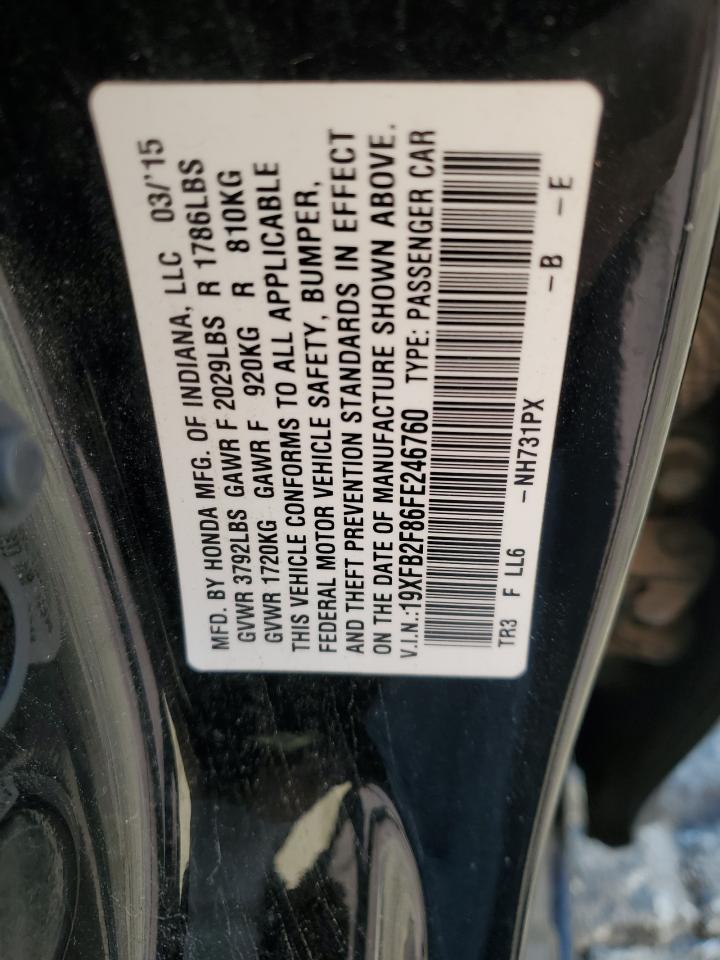 MFD. BY HONDA MFG. OF INDIANA, LLC 03/'15
GVWR 3792LBS GAWR F 2029LBS R 1786LBS
GVWR 1720KG GAWR F 920KG R 810KG
THIS VEHICLE CONFORMS TO ALL APPLICABLE
FEDERAL MOTOR VEHICLE SAFETY, BUMPER,
AND THEFT PREVENTION STANDARDS IN EFFECT
ON THE DATE OF MANUFACTURE SHOWN ABOVE.
V.I.N.:19XFB2F86FE246760 TYPE: PASSENGER CAR
TR3 F LL6 -NH731PX -B -E